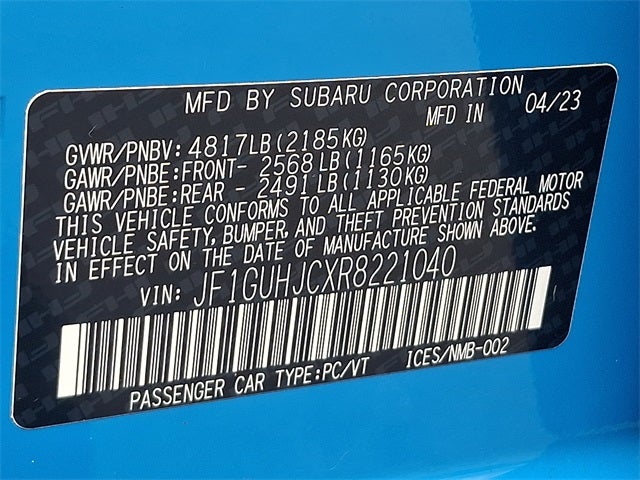 MFD BY SUBARU CORPORATION
MFD IN 04/23
GVWR/PNBV: 4817LB(2185KG)
GAWR/PNBE:FRONT- 2568LB(1165KG)
GAWR/PNBE:REAR - 2491LB(1130KG)
THIS VEHICLE CONFORMS TO ALL APPLICABLE FEDERAL MOTOR
VEHICLE SAFETY, BUMPER, AND THEFT PREVENTION STANDARDS
IN EFFECT ON THE DATE OF MANUFACTURE SHOWN ABOVE.
VIN: JF1GUHJCXR8221040
PASSENGER CAR TYPE:PC/VT ICES/NMB-002